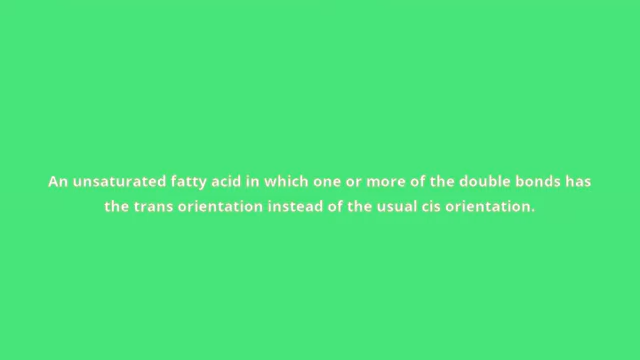 An unsaturated fatty acid in which one or more of the double bonds has
the trans orientation instead of the usual cis orientation.